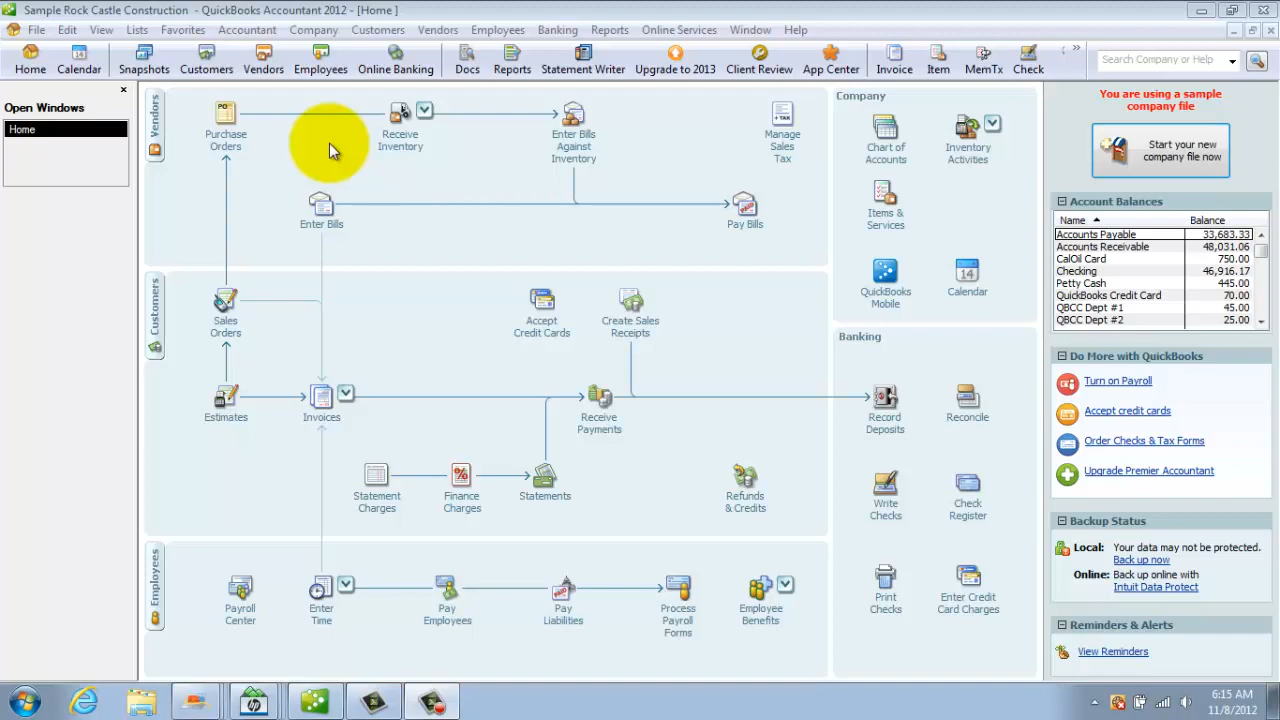 Sample Rock Castle Construction - QuickBooks Accountant 2012 - [Home ]
File Edit View Lists Favorites Accountant Company Customers Vendors Employees Banking Reports Online Services Window Help
Home Calendar Snapshots Customers Vendors Employees Online Banking Docs Reports Statement Writer Upgrade to 2013 Client Review App Center Invoice Item MemTx Check
Search Company or Help
Open Windows
Home
Vendors
PO
Purchase
Orders
Receive
Inventory
Enter Bills
Against
Inventory
+ TAX
Manage
Sales
Tax
Enter Bills
Pay Bills
Customers
Sales
Orders
Accept
Credit Cards
Create Sales
Receipts
Estimates
Invoices
Receive
Payments
Statement
Charges
Finance
Charges
Statements
Refunds
& Credits
Employees
Payroll
Center
Enter
Time
Pay
Employees
Pay
Liabilities
Process
Payroll
Forms
Employee
Benefits
Company
Chart of
Accounts
Inventory
Activities
Items &
Services
QuickBooks
Mobile
14
Calendar
Banking
Record
Deposits
Reconcile
Write
Checks
Check
Register
Print
Checks
Enter Credit
Card Charges
You are using a sample
company file
Start your new
company file now
Account Balances
Name Balance
Accounts Payable 33,683.33
Accounts Receivable 48,031.06
CalOil Card 750.00
Checking 46,916.17
Petty Cash 445.00
QuickBooks Credit Card 70.00
QBCC Dept #1 45.00
QBCC Dept #2 25.00
Do More with QuickBooks
Turn on Payroll
Accept credit cards
Order Checks & Tax Forms
Upgrade Premier Accountant
Backup Status
Local: Your data may not be protected.
Back up now
Online: Back up online with
Intuit Data Protect
Reminders & Alerts
View Reminders
hp
6:15 AM
11/8/2012